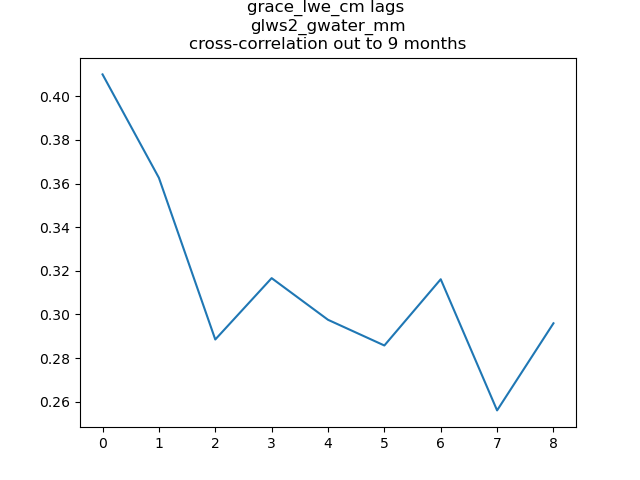 grace_lwe_cm lags
glws2_gwater_mm
cross-correlation out to 9 months
0.40
0.38
0.36
0.34
0.32
0.30
0.28
0.26
0 1 2 3 4 5 6 7 8